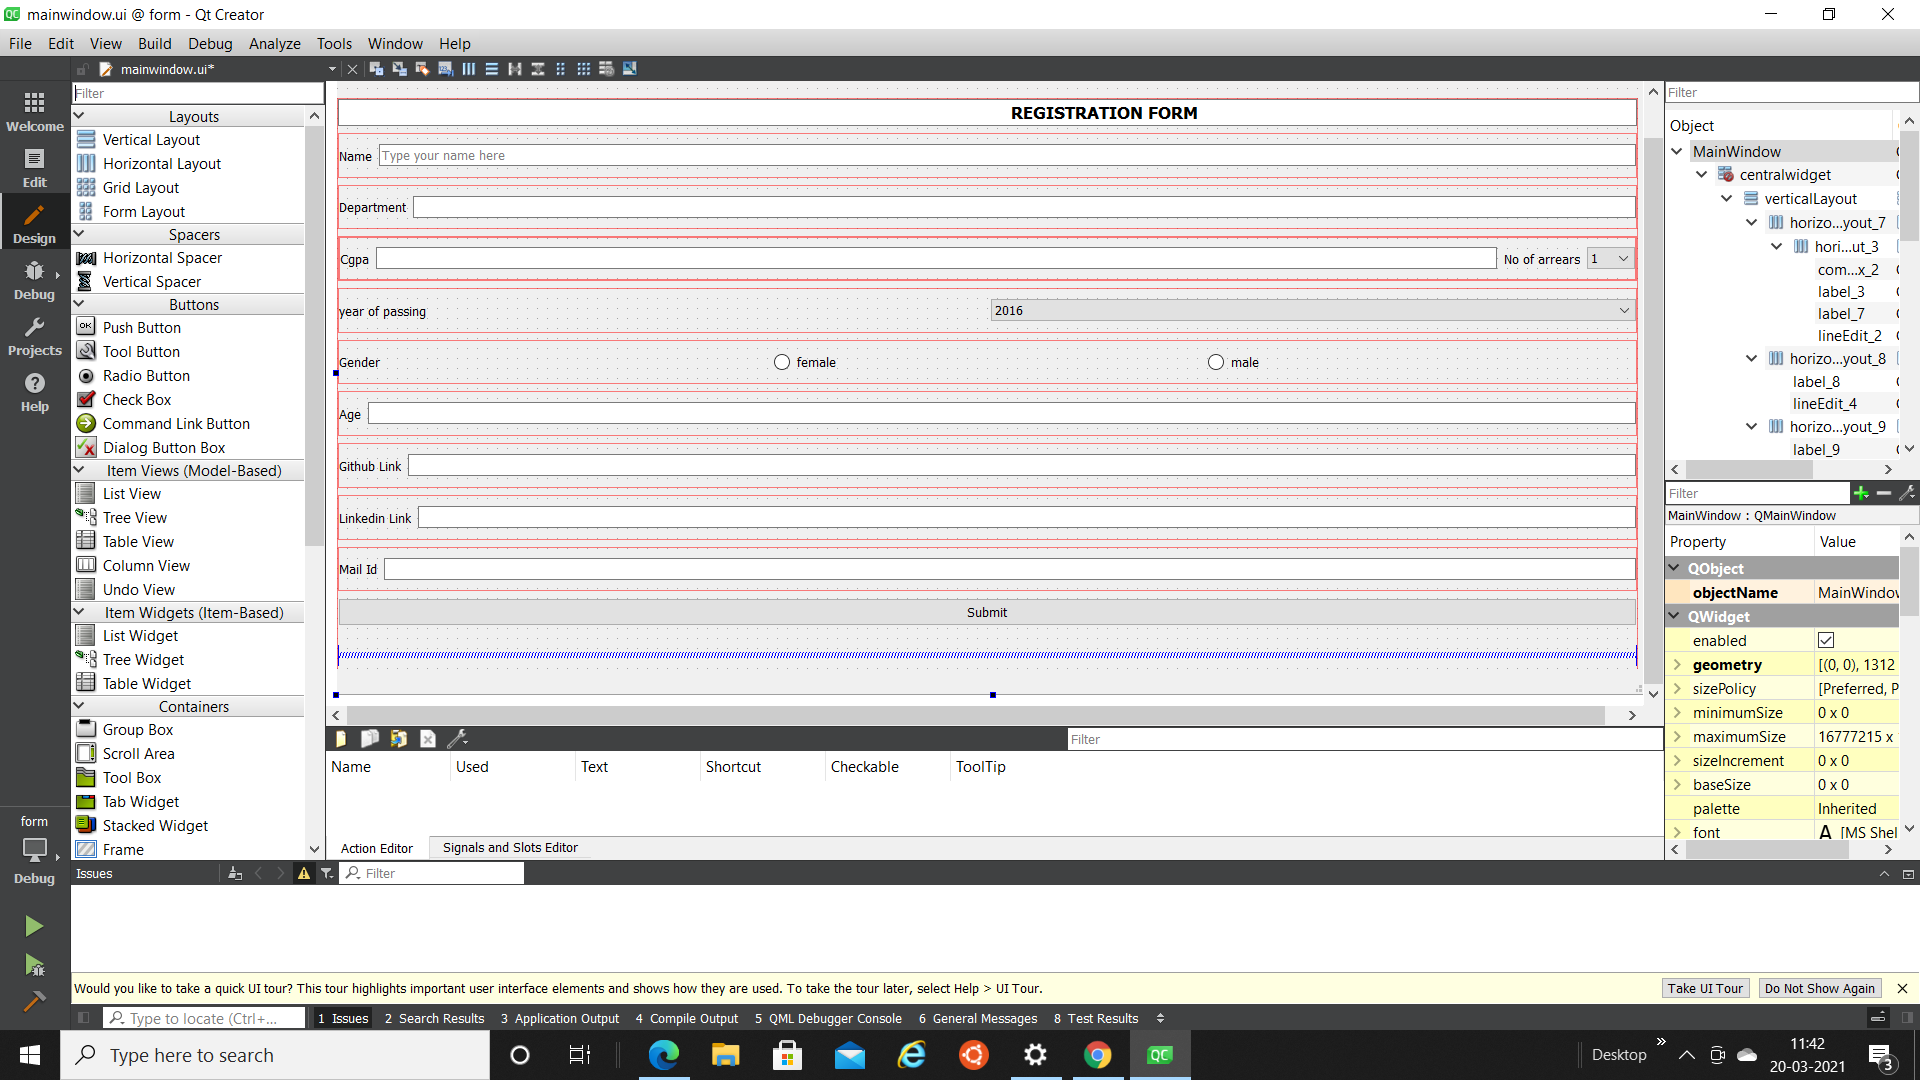 mainwindow.ui @ form - Qt Creator
File Edit View Build Debug Analyze Tools Window Help
mainwindow.ui*
Filter
Layouts
Vertical Layout
Horizontal Layout
Grid Layout
Form Layout
Spacers
Horizontal Spacer
Vertical Spacer
Buttons
Push Button
Tool Button
Radio Button
Check Box
Command Link Button
Dialog Button Box
Item Views (Model-Based)
List View
Tree View
Table View
Column View
Undo View
Item Widgets (Item-Based)
List Widget
Tree Widget
Table Widget
Containers
Group Box
Scroll Area
Tool Box
Tab Widget
Stacked Widget
Frame
Welcome
Edit
Design
Debug
Projects
Help
form
Debug
REGISTRATION FORM
Name Type your name here
Department
Cgpa No of arrears 1
year of passing 2016
Gender female male
Age
Github Link
Linkedin Link
Mail Id
Submit
Filter
Name Used Text Shortcut Checkable ToolTip
Action Editor Signals and Slots Editor
Filter
Object
MainWindow
centralwidget
verticalLayout
horizo...yout_7
hori...ut_3
com...x_2
label_3
label_7
lineEdit_2
horizo...yout_8
label_8
lineEdit_4
horizo...yout_9
label_9
Filter
MainWindow : QMainWindow
Property Value
QObject
objectName MainWindow
QWidget
enabled
geometry [(0, 0), 1312
sizePolicy [Preferred, P
minimumSize 0 x 0
maximumSize 16777215 x
sizeIncrement 0 x 0
baseSize 0 x 0
palette Inherited
font A [MS Shel
Issues Filter
Would you like to take a quick UI tour? This tour highlights important user interface elements and shows how they are used. To take the tour later, select Help > UI Tour.
Take UI Tour Do Not Show Again
Type to locate (Ctrl+... 1 Issues 2 Search Results 3 Application Output 4 Compile Output 5 QML Debugger Console 6 General Messages 8 Test Results
Type here to search
QC
Desktop
11:42
20-03-2021
3